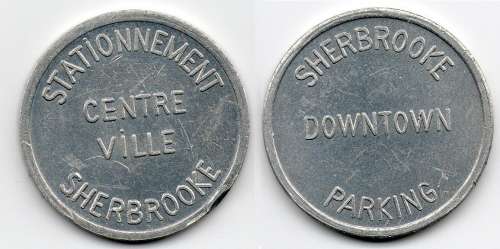 STATiONNEMENT
CENTRE
ViLLE
SHERBROOKE
SHERBROOKE
DOWNTOWN
PARKING